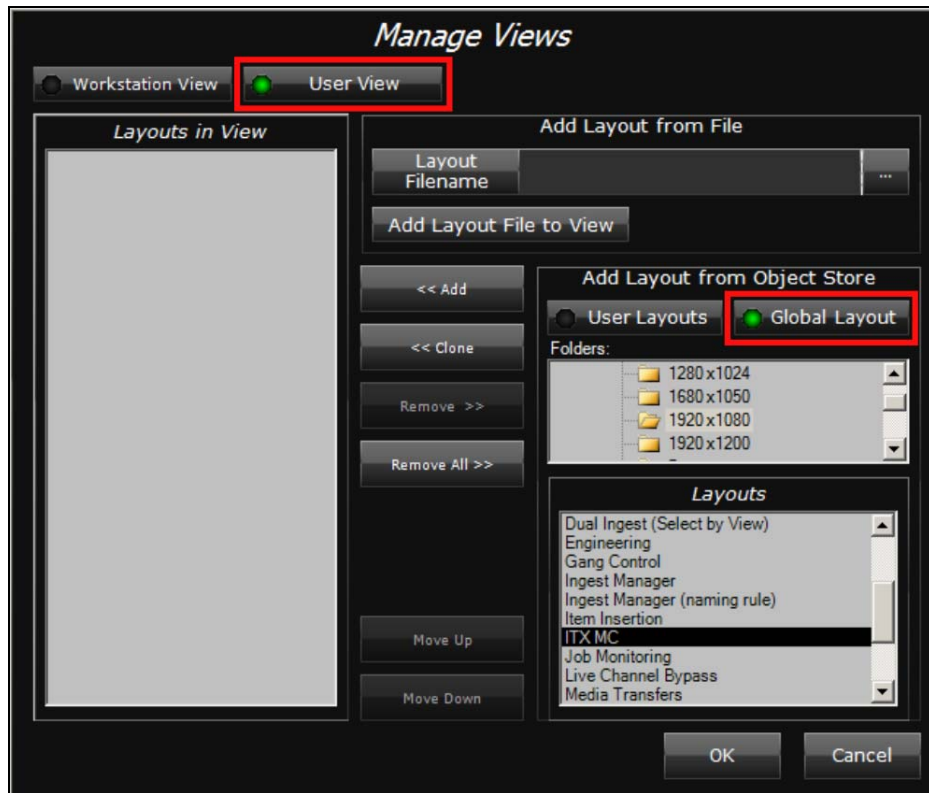 Manage Views
Workstation View
User View
Layouts in View
Add Layout from File
Layout
Filename
...
Add Layout File to View
<< Add
<< Clone
Remove >>
Remove All >>
Move Up
Move Down
Add Layout from Object Store
User Layouts
Global Layout
Folders:
1280x1024
1680x1050
1920x1080
1920x1200
Layouts
Dual Ingest (Select by View)
Engineering
Gang Control
Ingest Manager
Ingest Manager (naming rule)
Item Insertion
ITX MC
Job Monitoring
Live Channel Bypass
Media Transfers
OK
Cancel